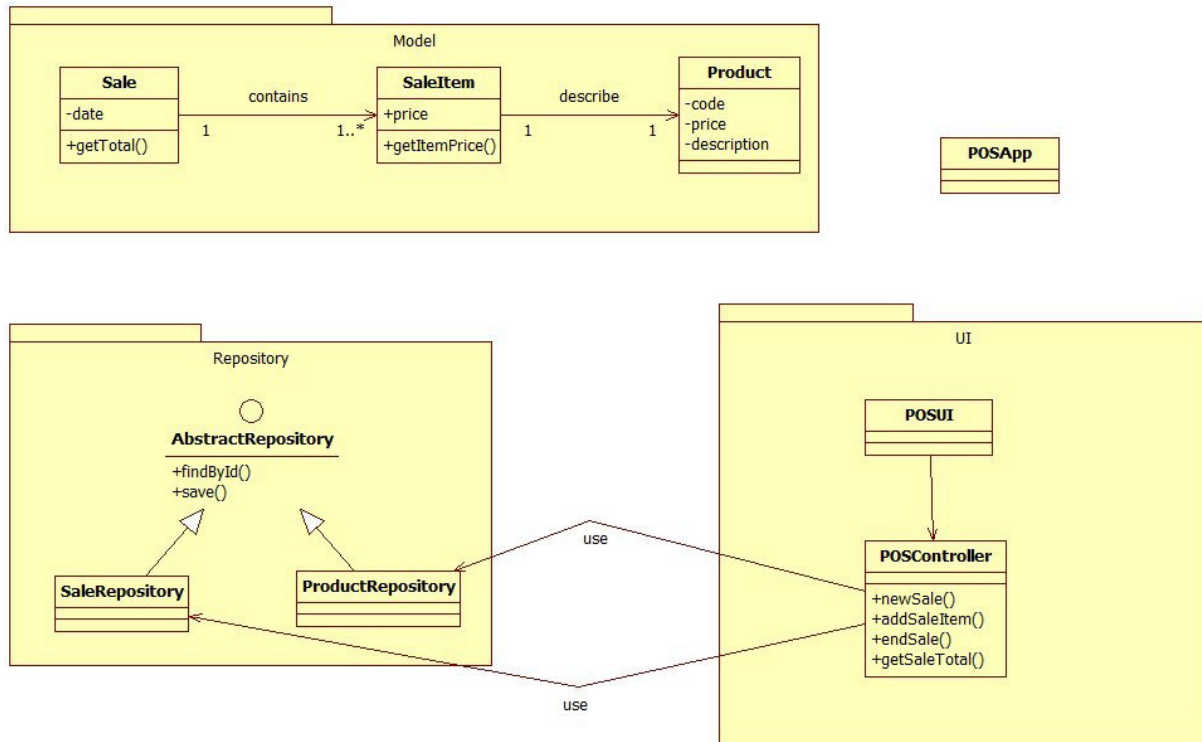 Model
Sale
-date
+getTotal()
contains
1
1..*
SaleItem
+price
+getItemPrice()
describe
1
1
Product
-code
-price
-description
POSApp
Repository
AbstractRepository
+findById()
+save()
SaleRepository
ProductRepository
use
use
UI
POSUI
POSController
+newSale()
+addSaleItem()
+endSale()
+getSaleTotal()